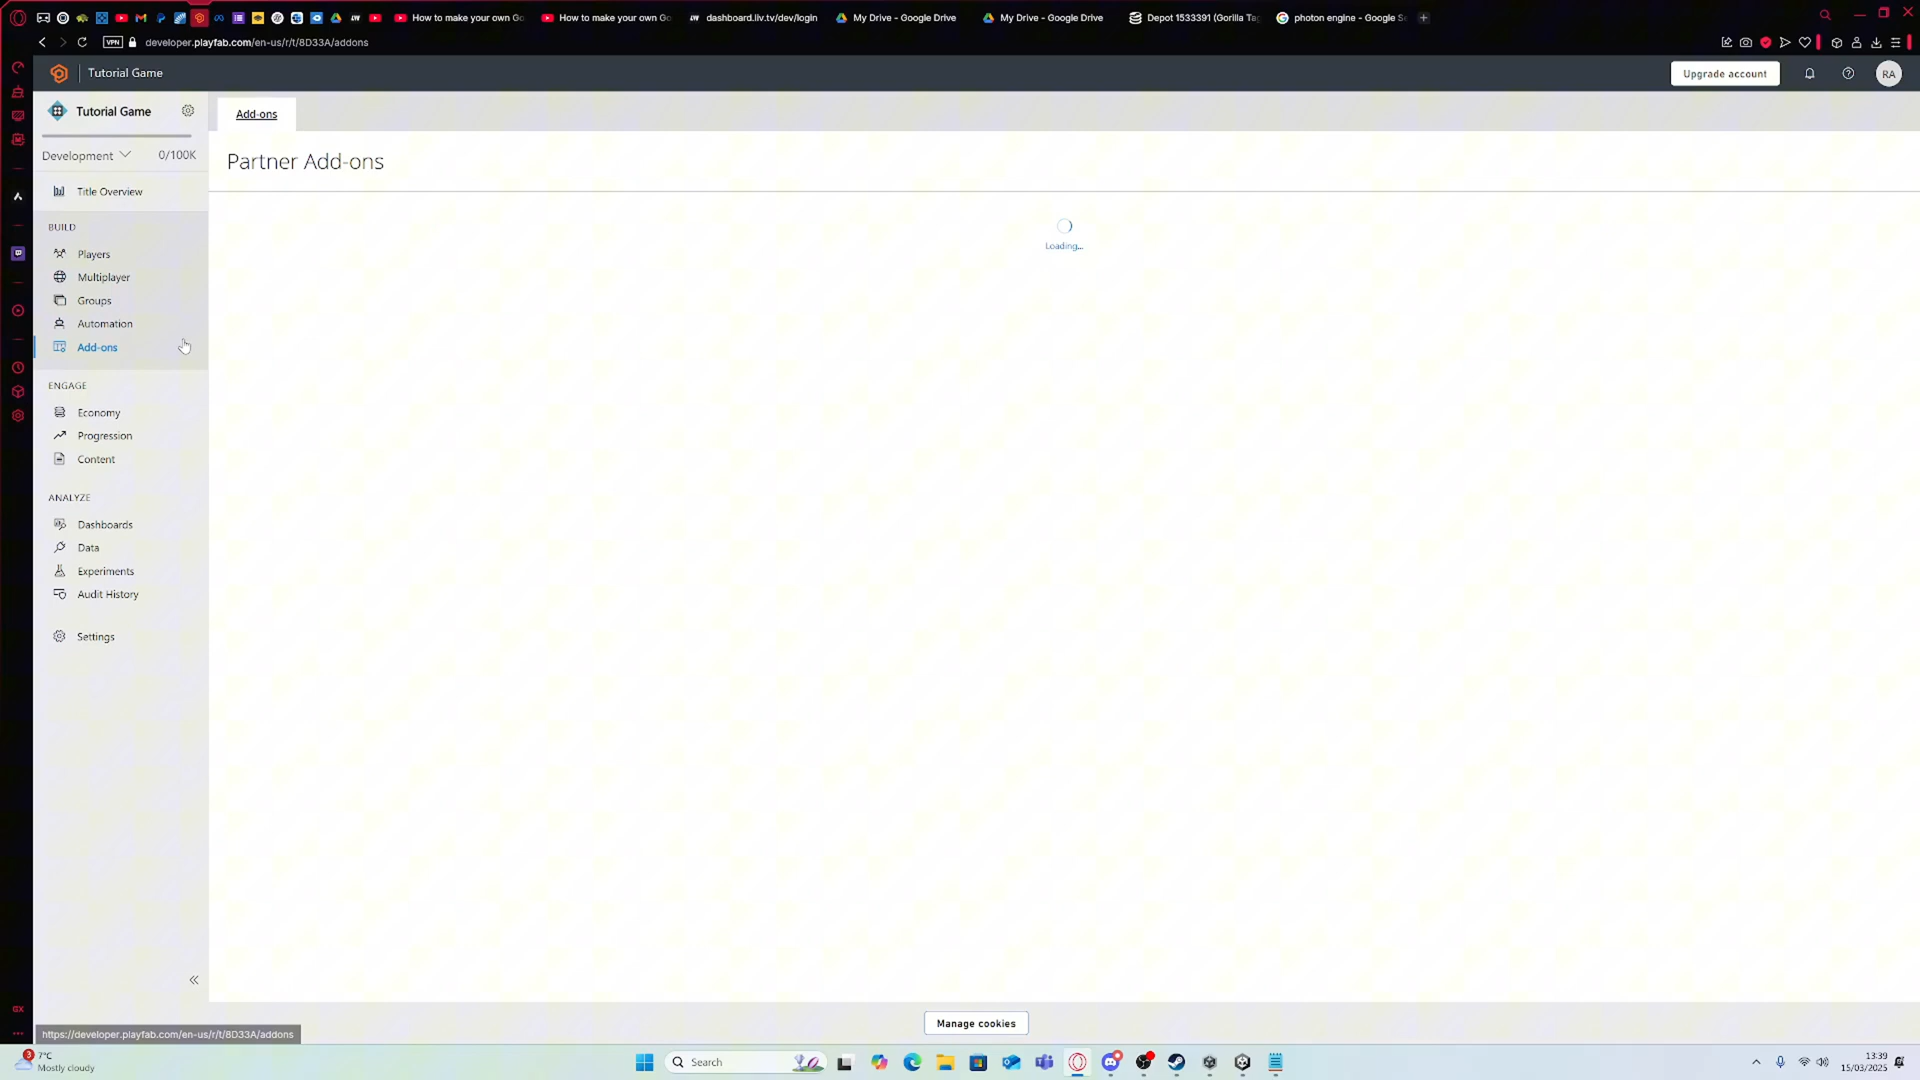 How to make your own Go
How to make your own Go
dashboard.liv.tv/dev/login
My Drive - Google Drive
My Drive - Google Drive
Depot 1533391 (Gorilla Ta
photon engine - Google Se
VPN
developer.playfab.com/en-us/r/t/8D33A/addons
Tutorial Game
Upgrade account
RA
Tutorial Game
Add-ons
Development
0/100K
Partner Add-ons
Title Overview
Loading...
BUILD
Players
Multiplayer
Groups
Automation
Add-ons
ENGAGE
Economy
Progression
Content
ANALYZE
Dashboards
Data
Experiments
Audit History
Settings
GX
Manage cookies
https://developer.playfab.com/en-us/r/t/8D33A/addons
3
7°C
Mostly cloudy
Search
13:39
15/03/2025